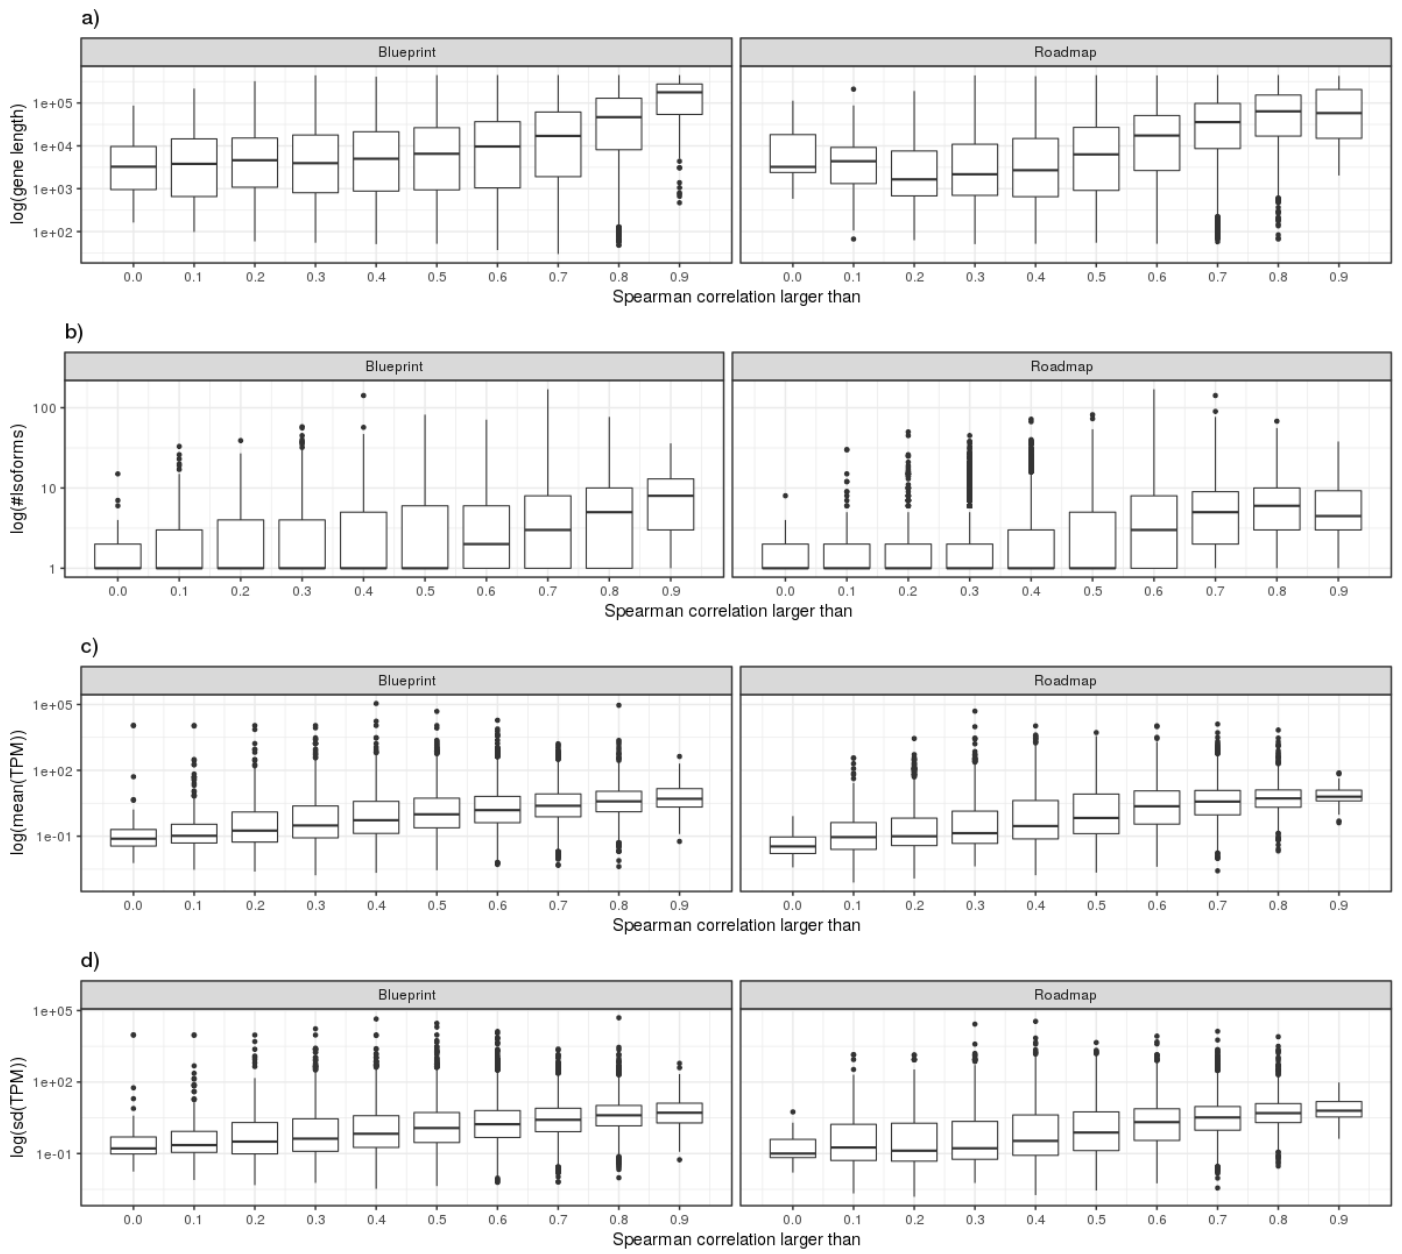 a)
Blueprint Roadmap
log(gene length)
1e+05
1e+04
1e+03
1e+02
0.0 0.1 0.2 0.3 0.4 0.5 0.6 0.7 0.8 0.9 0.0 0.1 0.2 0.3 0.4 0.5 0.6 0.7 0.8 0.9
Spearman correlation larger than
b)
Blueprint Roadmap
log(#Isoforms)
100
10
1
0.0 0.1 0.2 0.3 0.4 0.5 0.6 0.7 0.8 0.9 0.0 0.1 0.2 0.3 0.4 0.5 0.6 0.7 0.8 0.9
Spearman correlation larger than
c)
Blueprint Roadmap
log(mean(TPM))
1e+05
1e+02
1e-01
0.0 0.1 0.2 0.3 0.4 0.5 0.6 0.7 0.8 0.9 0.0 0.1 0.2 0.3 0.4 0.5 0.6 0.7 0.8 0.9
Spearman correlation larger than
d)
Blueprint Roadmap
log(sd(TPM))
1e+05
1e+02
1e-01
0.0 0.1 0.2 0.3 0.4 0.5 0.6 0.7 0.8 0.9 0.0 0.1 0.2 0.3 0.4 0.5 0.6 0.7 0.8 0.9
Spearman correlation larger than